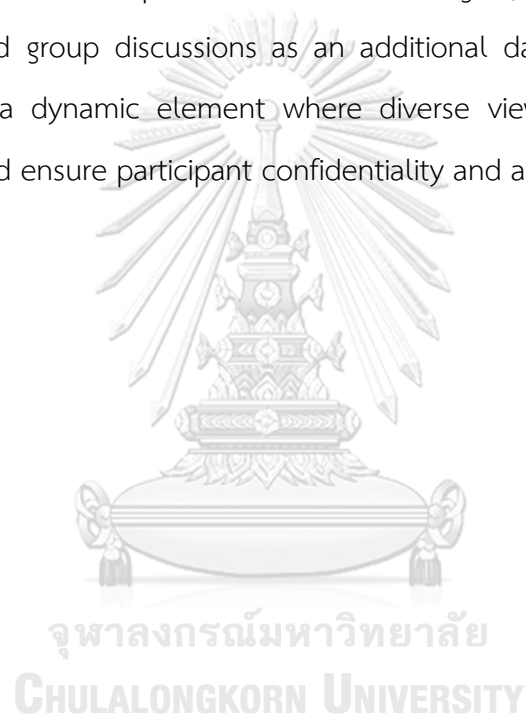 d group discussions as an additional da
a dynamic element where diverse view
d ensure participant confidentiality and a
จุฬาลงกรณ์มหาวิทยาลัย
CHULALONGKORN UNIVERSITY